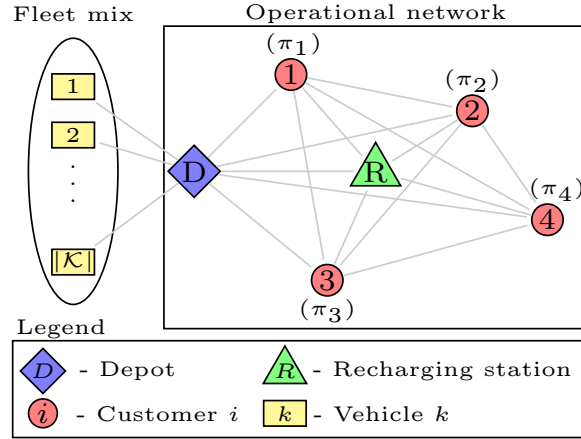 Fleet mix
Operational network
1
2
.
.
.
|𝒦|
D
R
(π₁)
1
(π₂)
2
(π₄)
4
3
(π₃)
Legend
D - Depot
R - Recharging station
i - Customer i
k - Vehicle k